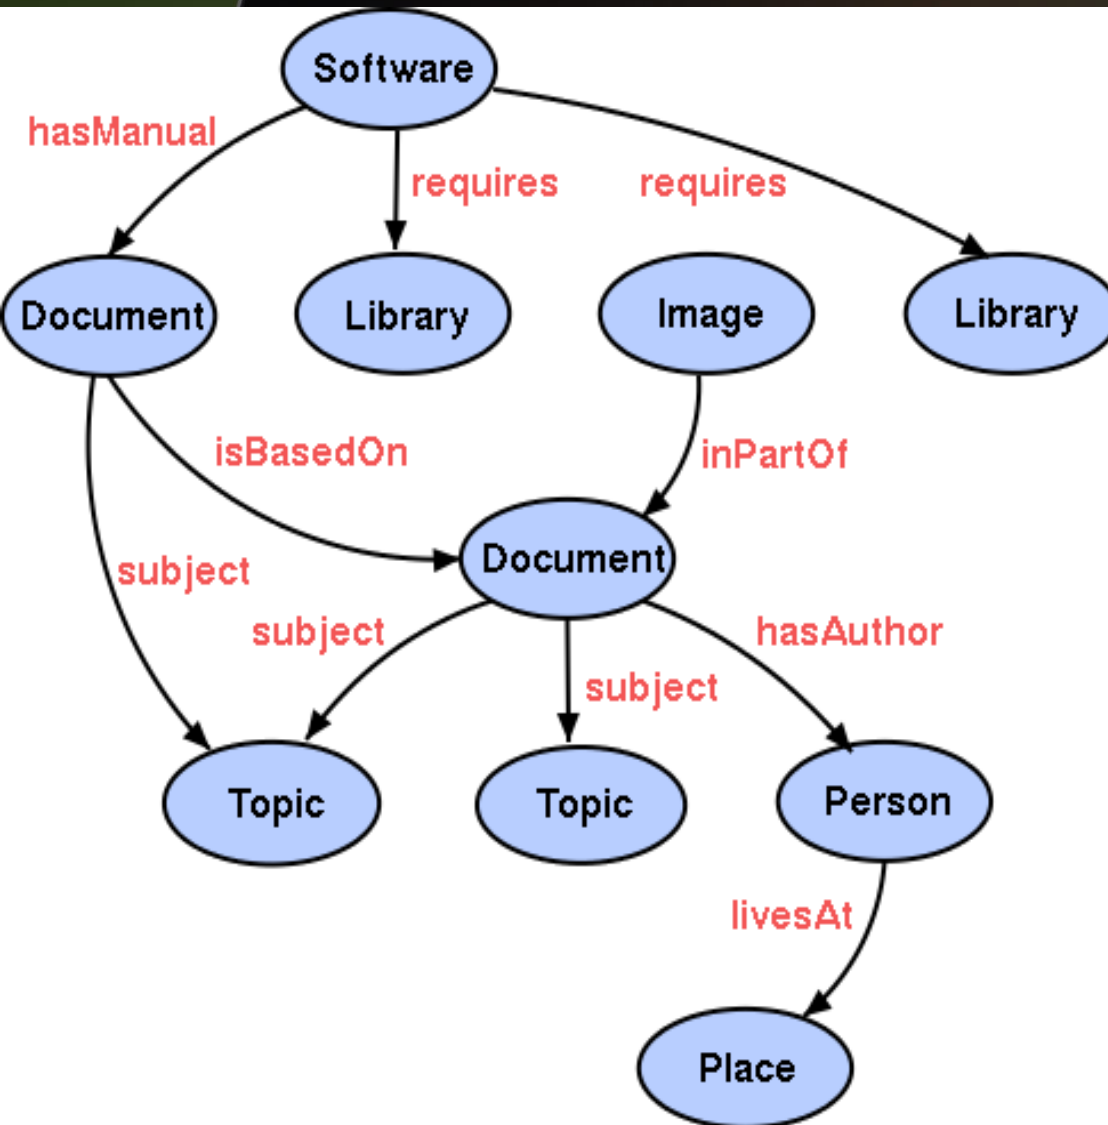 Software
hasManual
requires
requires
Document
Library
Image
Library
isBasedOn
inPartOf
Document
subject
subject
hasAuthor
subject
Topic
Topic
Person
livesAt
Place